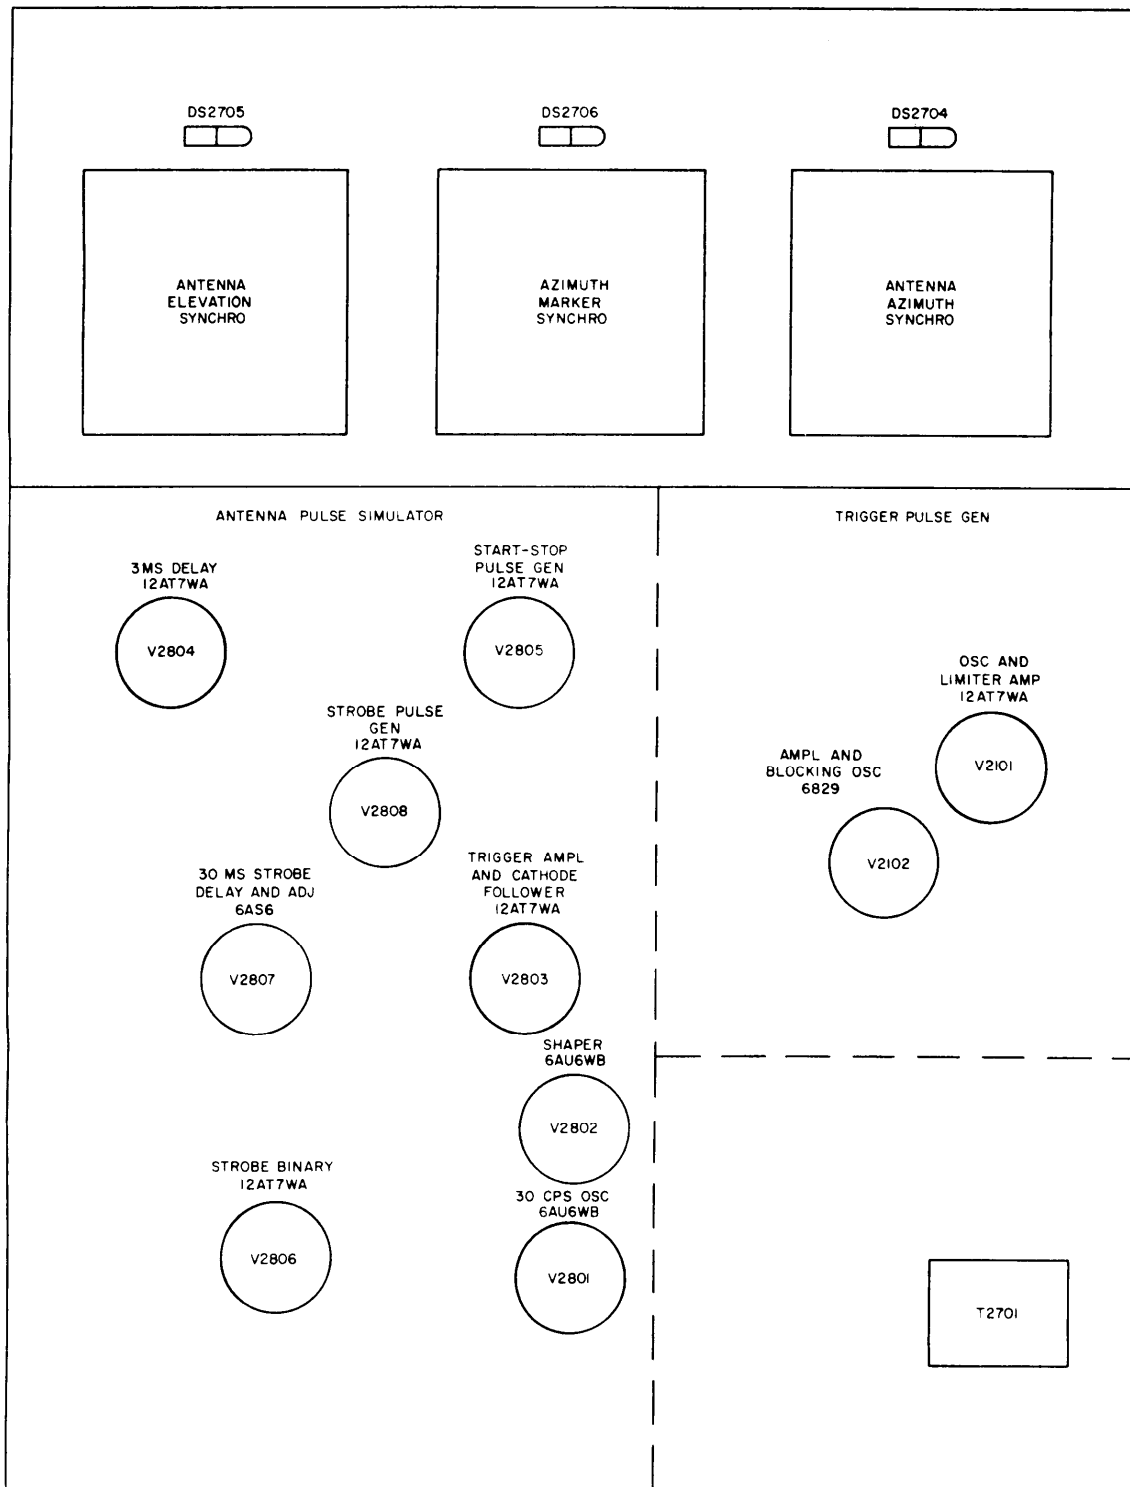 DS2705
DS2706
DS2704
ANTENNA
ELEVATION
SYNCHRO
AZIMUTH
MARKER
SYNCHRO
ANTENNA
AZIMUTH
SYNCHRO
ANTENNA PULSE SIMULATOR
3MS DELAY
12AT7WA
V2804
START-STOP
PULSE GEN
12AT7WA
V2805
STROBE PULSE
GEN
12AT7WA
V2808
30 MS STROBE
DELAY AND ADJ
6AS6
V2807
TRIGGER AMPL
AND CATHODE
FOLLOWER
12AT7WA
V2803
SHAPER
6AU6WB
V2802
STROBE BINARY
12AT7WA
V2806
30 CPS OSC
6AU6WB
V2801
TRIGGER PULSE GEN
OSC AND
LIMITER AMP
12AT7WA
V2101
AMPL AND
BLOCKING OSC
6829
V2102
T2701